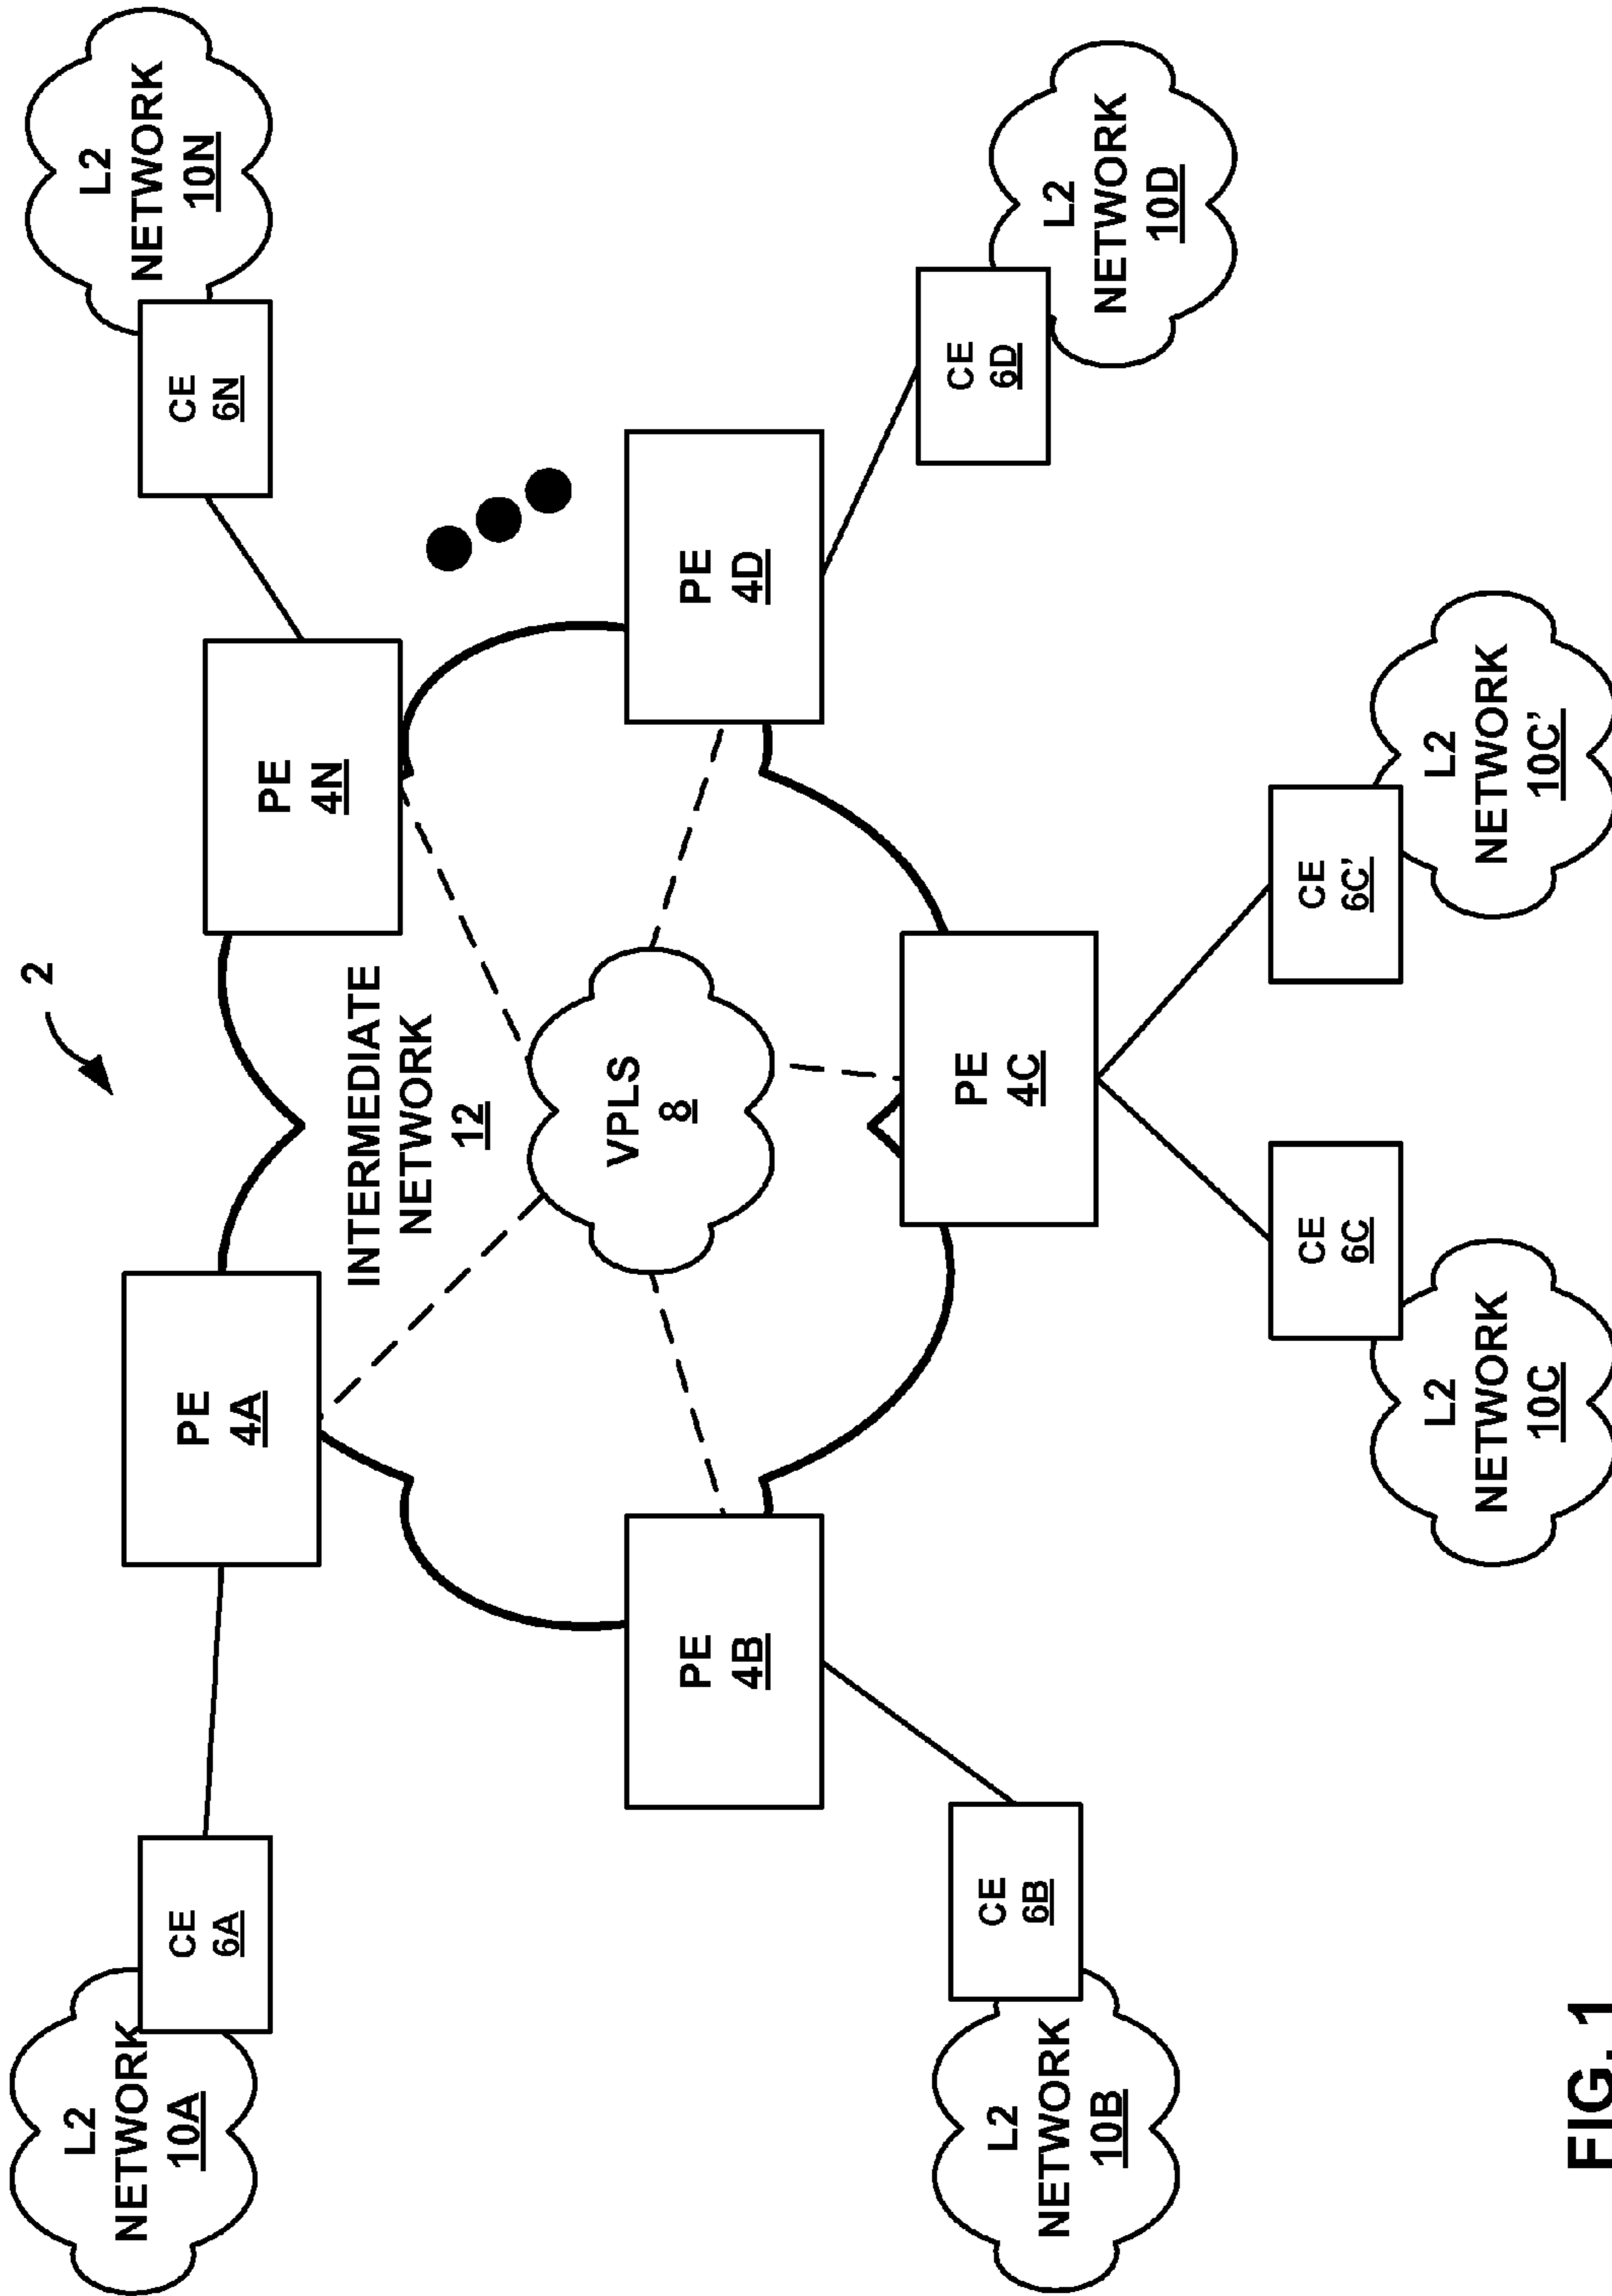 2
L2
NETWORK
10A
CE
6A
PE
4A
PE
4N
CE
6N
L2
NETWORK
10N
INTERMEDIATE
NETWORK
12
VPLS
8
PE
4B
PE
4D
CE
6B
L2
NETWORK
10B
PE
4C
CE
6D
L2
NETWORK
10D
CE
6C
L2
NETWORK
10C
CE
6C’
L2
NETWORK
10C’
FIG. 1